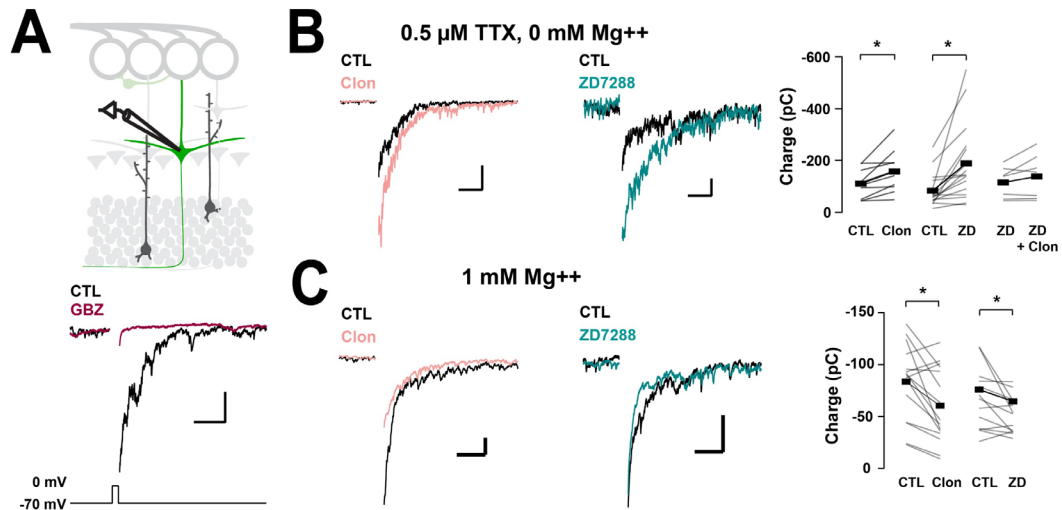 A
CTL
GBZ
0 mV
-70 mV
B
0.5 µM TTX, 0 mM Mg++
CTL
Clon
CTL
ZD7288
Charge (pC)
-600
-400
-200
0
*
*
CTL Clon CTL ZD ZD ZD
+ Clon
C
1 mM Mg++
CTL
Clon
CTL
ZD7288
Charge (pC)
-150
-100
-50
0
*
*
CTL Clon CTL ZD